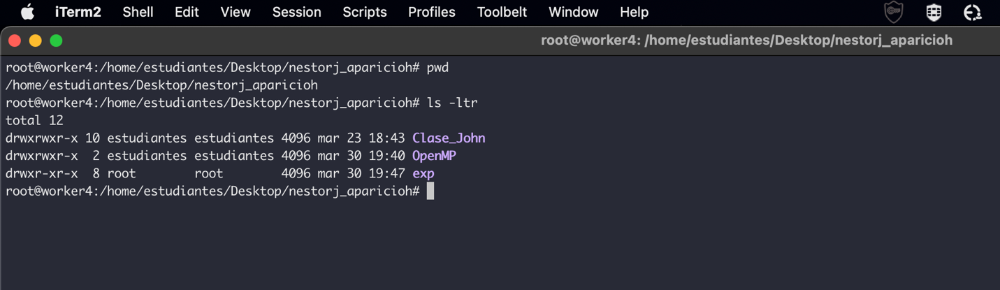 iTerm2 Shell Edit View Session Scripts Profiles Toolbelt Window Help
root@worker4: /home/estudiantes/Desktop/nestorj_aparicioh
root@worker4:/home/estudiantes/Desktop/nestorj_aparicioh# pwd
/home/estudiantes/Desktop/nestorj_aparicioh
root@worker4:/home/estudiantes/Desktop/nestorj_aparicioh# ls -ltr
total 12
drwxrwxr-x 10 estudiantes estudiantes 4096 mar 23 18:43 Clase_John
drwxrwxr-x  2 estudiantes estudiantes 4096 mar 30 19:40 OpenMP
drwxr-xr-x  8 root        root        4096 mar 30 19:47 exp
root@worker4:/home/estudiantes/Desktop/nestorj_aparicioh#